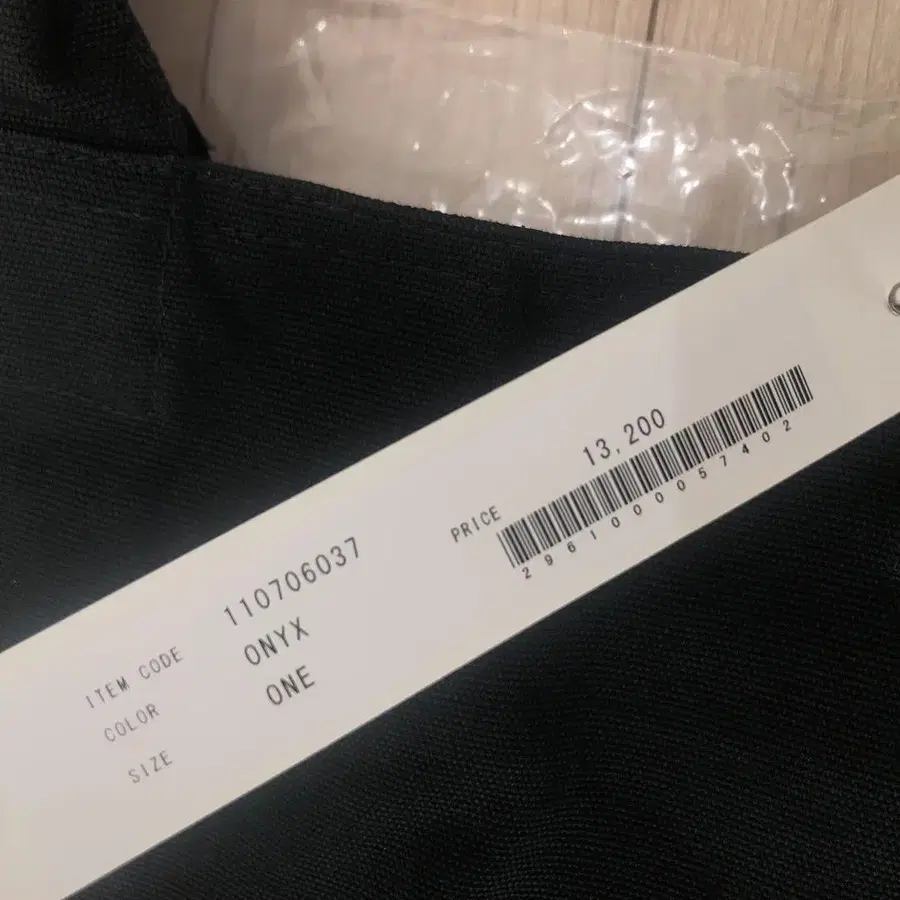 ITEM CODE 110706037
COLOR ONYX
SIZE ONE
PRICE 13,200
2961000057402